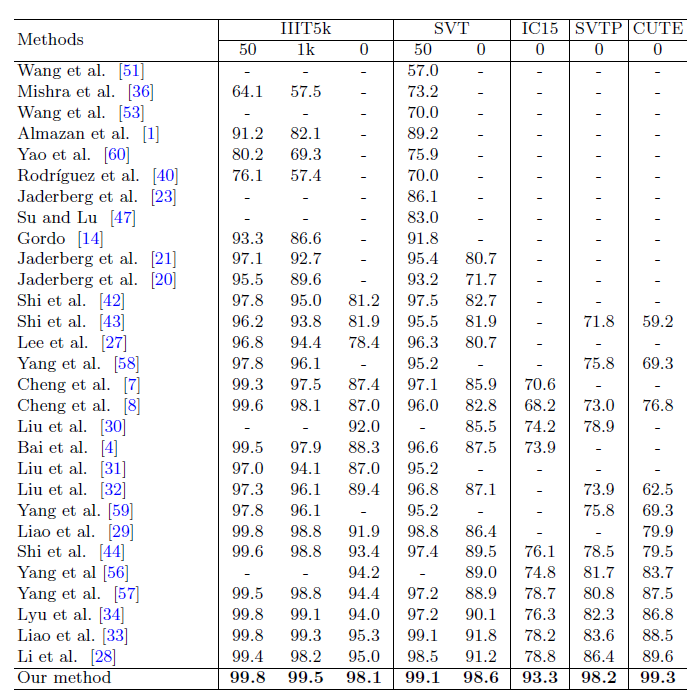 Methods IIIT5k SVT IC15 SVTP CUTE
50 1k 0 50 0 0 0 0
Wang et al. [51] - - - 57.0 - - - -
Mishra et al. [36] 64.1 57.5 - 73.2 - - - -
Wang et al. [53] - - - 70.0 - - - -
Almazan et al. [1] 91.2 82.1 - 89.2 - - - -
Yao et al. [60] 80.2 69.3 - 75.9 - - - -
Rodríguez et al. [40] 76.1 57.4 - 70.0 - - - -
Jaderberg et al. [23] - - - 86.1 - - - -
Su and Lu [47] - - - 83.0 - - - -
Gordo [14] 93.3 86.6 - 91.8 - - - -
Jaderberg et al. [21] 97.1 92.7 - 95.4 80.7 - - -
Jaderberg et al. [20] 95.5 89.6 - 93.2 71.7 - - -
Shi et al. [42] 97.8 95.0 81.2 97.5 82.7 - - -
Shi et al. [43] 96.2 93.8 81.9 95.5 81.9 - 71.8 59.2
Lee et al. [27] 96.8 94.4 78.4 96.3 80.7 - - -
Yang et al. [58] 97.8 96.1 - 95.2 - - 75.8 69.3
Cheng et al. [7] 99.3 97.5 87.4 97.1 85.9 70.6 - -
Cheng et al. [8] 99.6 98.1 87.0 96.0 82.8 68.2 73.0 76.8
Liu et al. [30] - - 92.0 - 85.5 74.2 78.9 -
Bai et al. [4] 99.5 97.9 88.3 96.6 87.5 73.9 - -
Liu et al. [31] 97.0 94.1 87.0 95.2 - - - -
Liu et al. [32] 97.3 96.1 89.4 96.8 87.1 - 73.9 62.5
Yang et al. [59] 97.8 96.1 - 95.2 - - 75.8 69.3
Liao et al. [29] 99.8 98.8 91.9 98.8 86.4 - - 79.9
Shi et al. [44] 99.6 98.8 93.4 97.4 89.5 76.1 78.5 79.5
Yang et al [56] - - 94.2 - 89.0 74.8 81.7 83.7
Yang et al. [57] 99.5 98.8 94.4 97.2 88.9 78.7 80.8 87.5
Lyu et al. [34] 99.8 99.1 94.0 97.2 90.1 76.3 82.3 86.8
Liao et al. [33] 99.8 99.3 95.3 99.1 91.8 78.2 83.6 88.5
Li et al. [28] 99.4 98.2 95.0 98.5 91.2 78.8 86.4 89.6
Our method 99.8 99.5 98.1 99.1 98.6 93.3 98.2 99.3